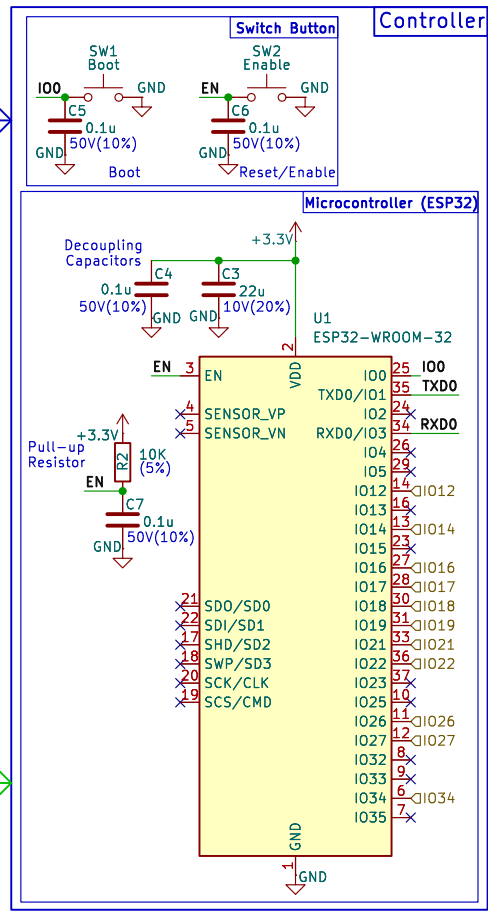 Controller
Switch Button
SW1
Boot
IO0
GND
C5
0.1u
50V(10%)
GND
Boot
SW2
Enable
EN
GND
C6
0.1u
50V(10%)
GND
Reset/Enable
Microcontroller (ESP32)
+3.3V
Decoupling
Capacitors
C4
0.1u
50V(10%)
GND
C3
22u
10V(20%)
GND
U1
ESP32-WROOM-32
2
VDD
EN 3 EN
4 SENSOR_VP
5 SENSOR_VN
Pull-up
Resistor
+3.3V
R2
10K
(5%)
EN
C7
0.1u
50V(10%)
GND
21 SDO/SD0
22 SDI/SD1
17 SHD/SD2
18 SWP/SD3
20 SCK/CLK
19 SCS/CMD
IO0 25 IO0
TXD0/IO1 35 TXD0
IO2 24
RXD0/IO3 34 RXD0
IO4 26
IO5 29
IO12 14 IO12
IO13 16
IO14 13 IO14
IO15 23
IO16 27 IO16
IO17 28 IO17
IO18 30 IO18
IO19 31 IO19
IO21 33 IO21
IO22 36 IO22
IO23 37
IO25 10
IO26 11 IO26
IO27 12 IO27
IO32 8
IO33 9
IO34 6 IO34
IO35 7
GND
1
GND